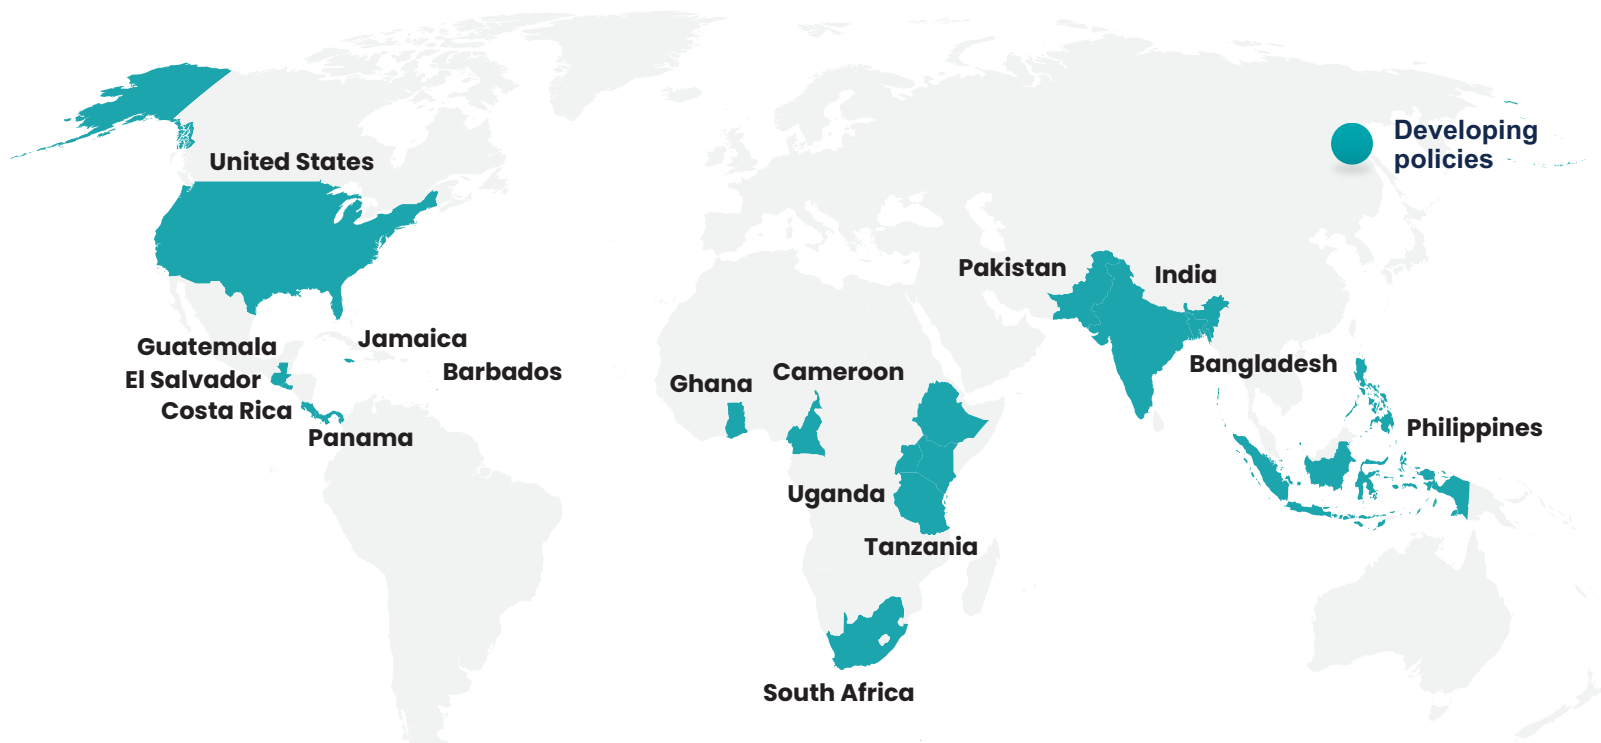 Developing
policies
United States
Pakistan
India
Jamaica
Guatemala
Bangladesh
Barbados
Cameroon
El Salvador
Ghana
Costa Rica
Philippines
Panama
Uganda
Tanzania
South Africa